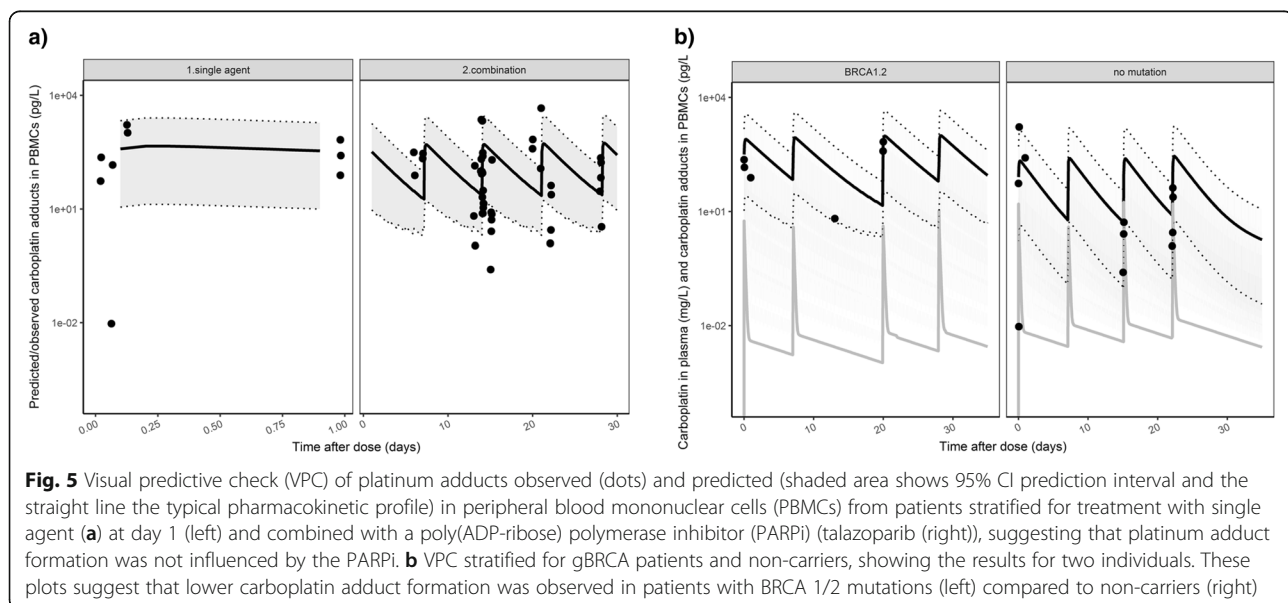 a)
1.single agent
2.combination
Predicted/observed carboplatin adducts in PBMCs (pg/L)
1e+04
1e+01
1e-02
0.00
0.25
0.50
0.75
1.00
0
10
20
30
Time after dose (days)
b)
BRCA1.2
no mutation
Carboplatin in plasma (mg/L) and carboplatin adducts in PBMCs (pg/L
1e+04
1e+01
1e-02
0
10
20
30
0
10
20
30
Time after dose (days)
Fig. 5 Visual predictive check (VPC) of platinum adducts observed (dots) and predicted (shaded area shows 95% CI prediction interval and the
straight line the typical pharmacokinetic profile) in peripheral blood mononuclear cells (PBMCs) from patients stratified for treatment with single
agent (a) at day 1 (left) and combined with a poly(ADP-ribose) polymerase inhibitor (PARPi) (talazoparib (right)), suggesting that platinum adduct
formation was not influenced by the PARPi. b VPC stratified for gBRCA patients and non-carriers, showing the results for two individuals. These
plots suggest that lower carboplatin adduct formation was observed in patients with BRCA 1/2 mutations (left) compared to non-carriers (right)